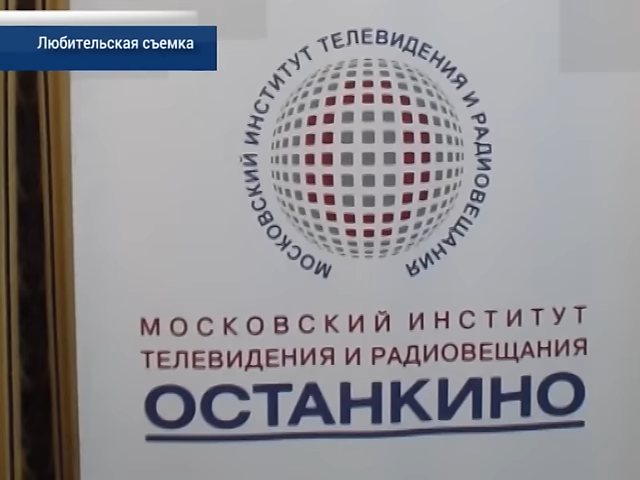 Любительская съемка
МОСКОВСКИЙ ИНСТИТУТ ТЕЛЕВИДЕНИЯ И РАДИОВЕЩАНИЯ
МОСКОВСКИЙ ИНСТИТУТ
ТЕЛЕВИДЕНИЯ И РАДИОВЕЩАНИЯ
ОСТАНКИНО